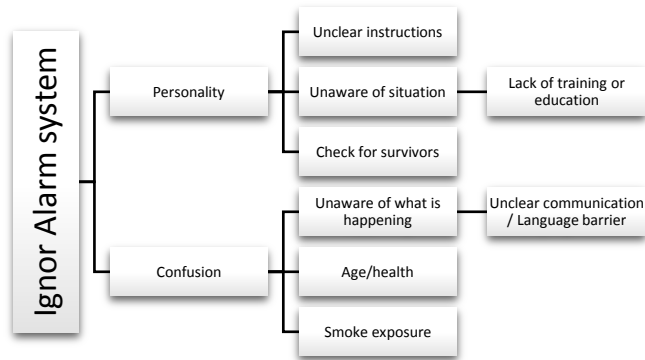 Ignor Alarm system
Personality
Unclear instructions
Unaware of situation
Lack of training or
education
Check for survivors
Confusion
Unaware of what is
happening
Unclear communication
/ Language barrier
Age/health
Smoke exposure